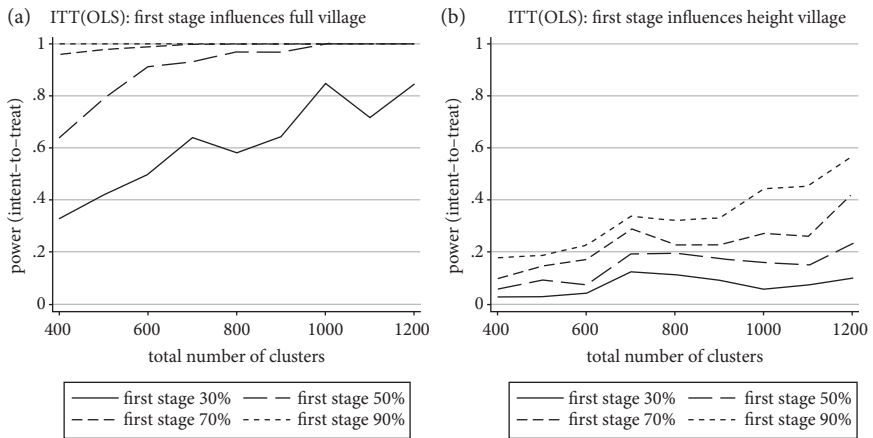 (a) ITT(OLS): first stage influences full village
1
.8
.6
.4
.2
0
power (intent–to–treat)
400 600 800 1000 1200
total number of clusters
first stage 30% first stage 50%
first stage 70% first stage 90%
(b) ITT(OLS): first stage influences height village
1
.8
.6
.4
.2
0
power (intent–to–treat)
400 600 800 1000 1200
total number of clusters
first stage 30% first stage 50%
first stage 70% first stage 90%